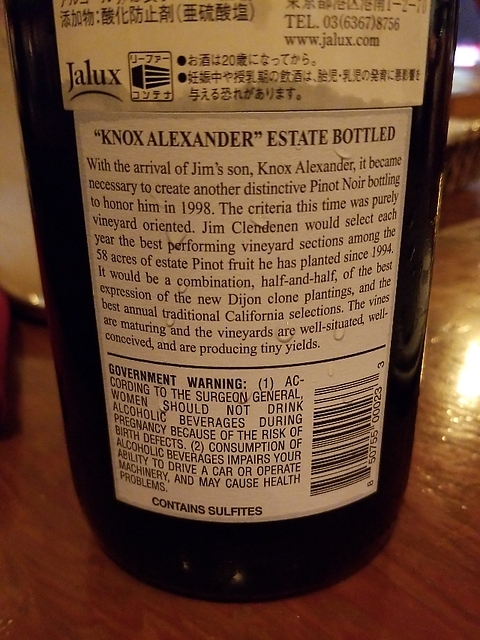 添加物:酸化防止剤(亜硫酸塩)
TEL. 03(6367)8756
www.jalux.com
Jalux
リーファー
コンテナ
●お酒は20歳になってから。
●妊娠中や授乳期の飲酒は、胎児・乳児の発育に悪影響を
与える恐れがあります。
“KNOX ALEXANDER” ESTATE BOTTLED
With the arrival of Jim's son, Knox Alexander, it became
necessary to create another distinctive Pinot Noir bottling
to honor him in 1998. The criteria this time was purely
vineyard oriented. Jim Clendenen would select each
year the best performing vineyard sections among the
58 acres of estate Pinot fruit he has planted since 1994.
It would be a combination, half-and-half, of the best
expression of the new Dijon clone plantings, and the
best annual traditional California selections. The vines
are maturing and the vineyards are well-situated, well-
conceived, and are producing tiny yields.
GOVERNMENT WARNING: (1) AC-
CORDING TO THE SURGEON GENERAL,
WOMEN SHOULD NOT DRINK
ALCOHOLIC BEVERAGES DURING
PREGNANCY BECAUSE OF THE RISK OF
BIRTH DEFECTS. (2) CONSUMPTION OF
ALCOHOLIC BEVERAGES IMPAIRS YOUR
ABILITY TO DRIVE A CAR OR OPERATE
MACHINERY, AND MAY CAUSE HEALTH
PROBLEMS.
CONTAINS SULFITES
8 50755 00023 3